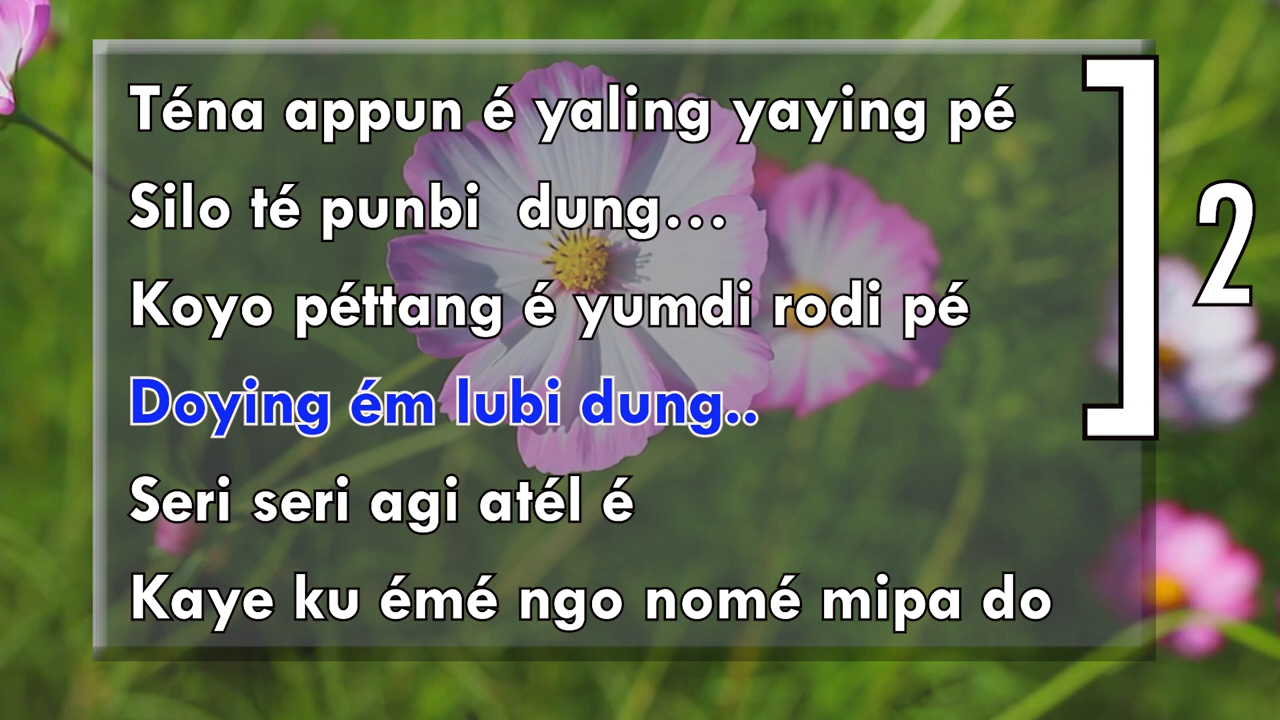 Téna appun é yaling yaying pé
Silo té punbi  dung...
Koyo péttang é yumdi rodi pé
Doying ém lubi dung..
Seri seri agi atél é
Kaye ku émé ngo nomé mipa do
] 2